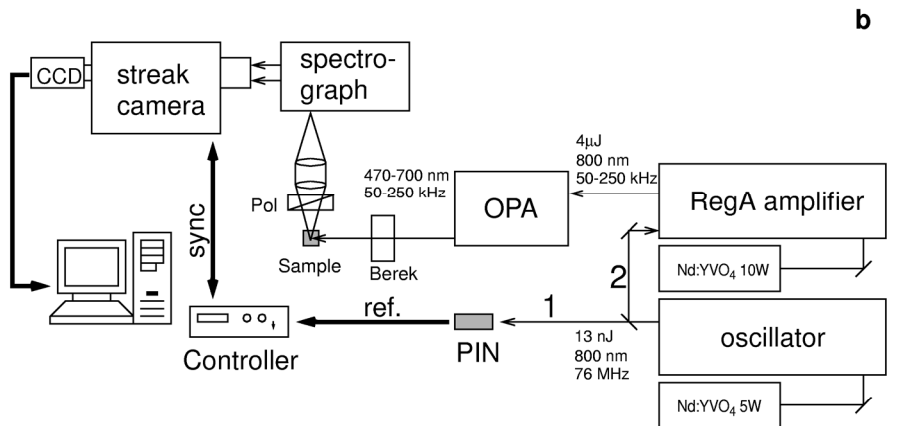 b
CCD
streak
camera
spectro-
graph
4µJ
800 nm
50-250 kHz
470-700 nm
50-250 kHz
OPA
RegA amplifier
Pol
sync
Sample
Berek
2
Nd:YVO4 10W
ref.
1
oscillator
Controller
PIN
13 nJ
800 nm
76 MHz
Nd:YVO4 5W